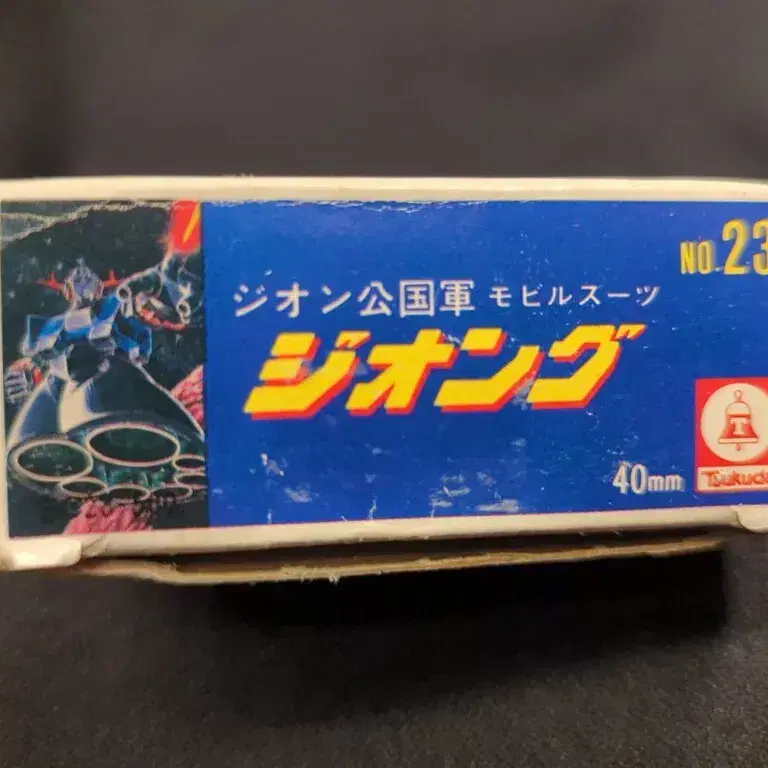 NO.23
ジオン公国軍 モビルスーツ
ジオング
40mm
T
Tsukuda